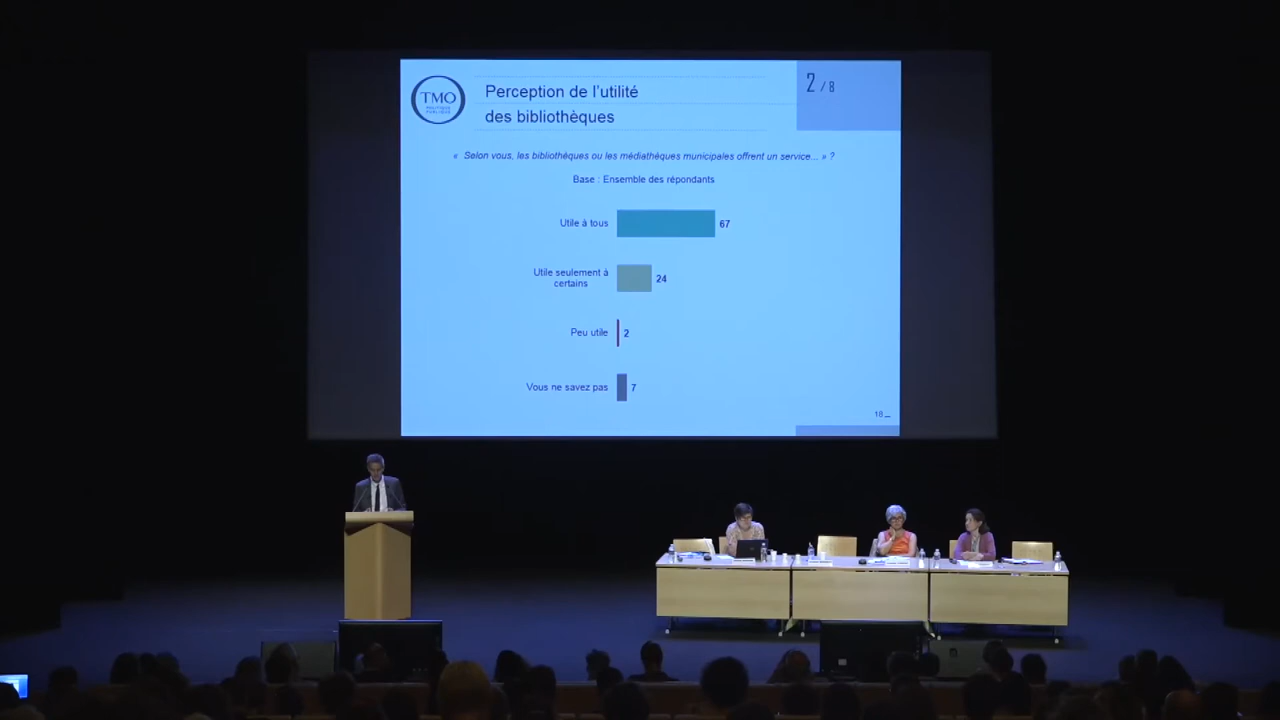 TMO
POLITIQUES
PUBLIQUES
Perception de l'utilité
des bibliothèques
2 / 8
« Selon vous, les bibliothèques ou les médiathèques municipales offrent un service... » ?
Base : Ensemble des répondants
Utile à tous 67
Utile seulement à
certains 24
Peu utile 2
Vous ne savez pas 7
18